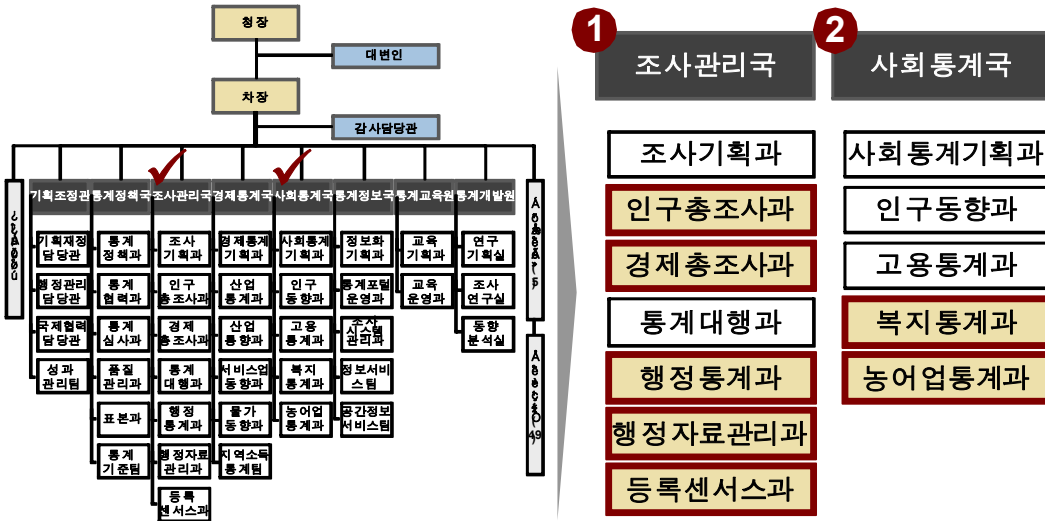 청장
대변인
차장
감사담당관
기획조정관
통계정책국
조사관리국
경제통계국
사회통계국
통계정보국
통계교육원
통계개발원
기획재정
담당관
행정관리
담당관
국제협력
담당관
성과
관리팀
통계
정책과
통계
협력과
통계
심사과
품질
관리과
표본과
통계
기준팀
조사
기획과
인구
총조사과
경제
총조사과
통계
대행과
행정
통계과
행정자료
관리과
등록
센서스과
경제통계
기획과
산업
통계과
산업
동향과
서비스업
동향과
물가
동향과
지역소득
통계팀
사회통계
기획과
인구
동향과
고용
통계과
복지
통계과
농어업
통계과
정보화
기획과
통계포털
운영과
조사
시스템
관리과
정보서비
스팀
공간정보
서비스팀
교육
기획과
교육
운영과
연구
기획실
조사
연구실
동향
분석실
1
조사관리국
조사기획과
인구총조사과
경제총조사과
통계대행과
행정통계과
행정자료관리과
등록센서스과
2
사회통계국
사회통계기획과
인구동향과
고용통계과
복지통계과
농어업통계과